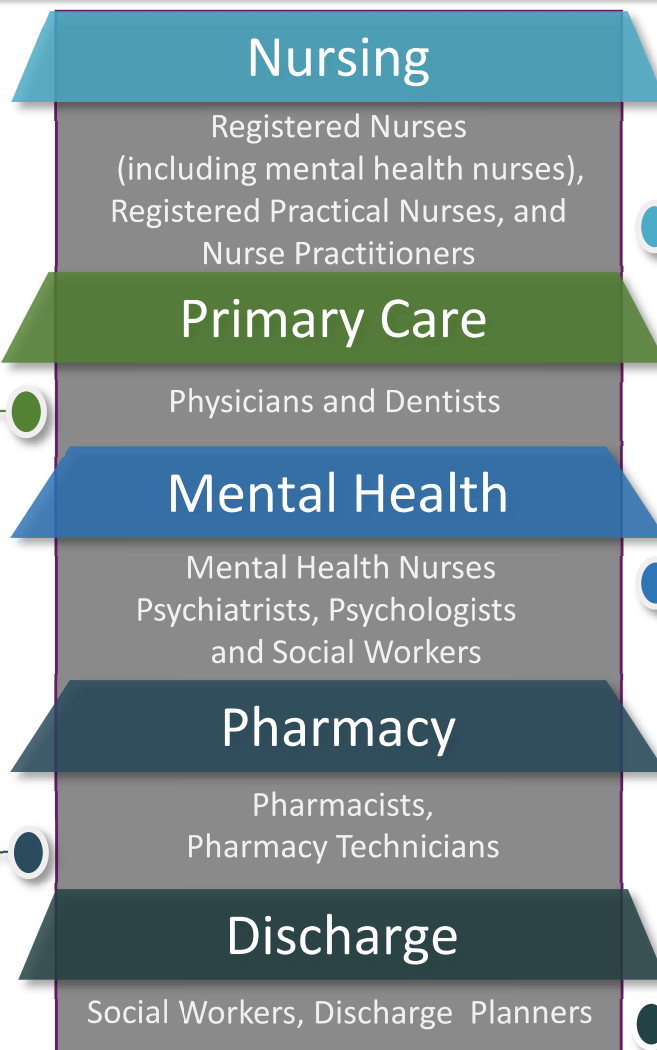 Nursing
Registered Nurses
(including mental health nurses),
Registered Practical Nurses, and
Nurse Practitioners
Primary Care
Physicians and Dentists
Mental Health
Mental Health Nurses
Psychiatrists, Psychologists
and Social Workers
Pharmacy
Pharmacists,
Pharmacy Technicians
Discharge
Social Workers, Discharge  Planners